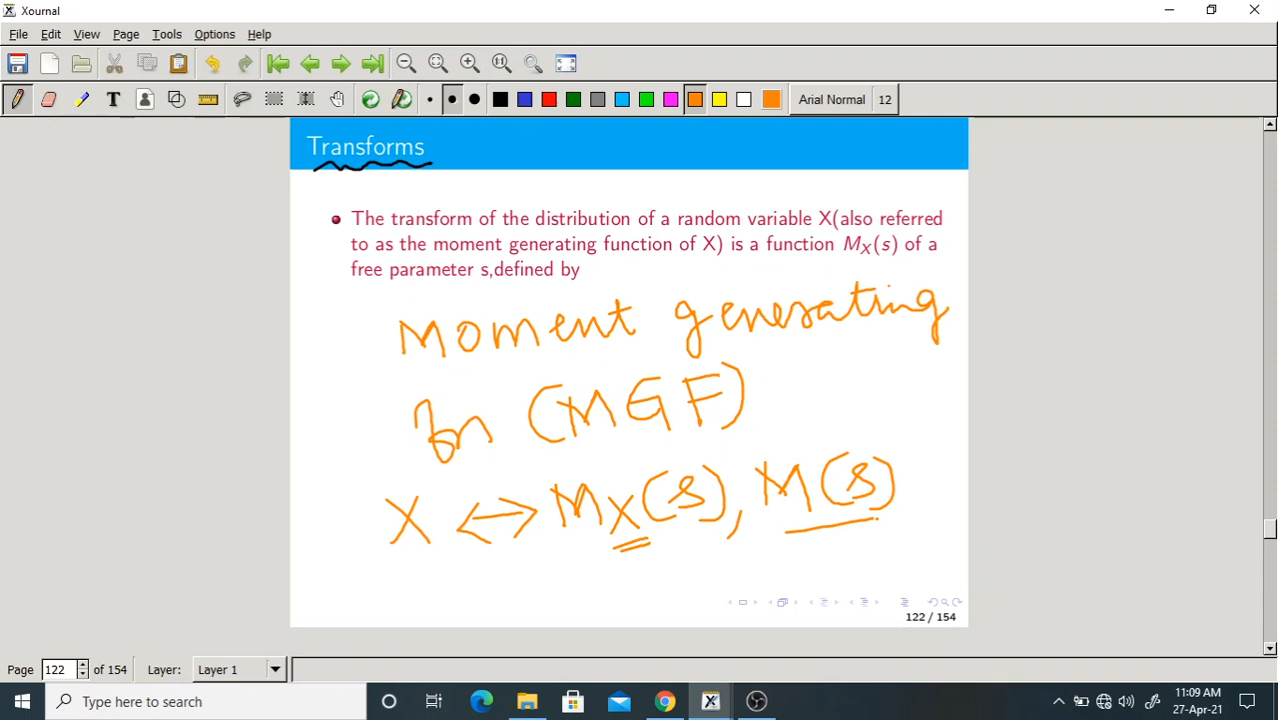 Xournal
File Edit View Page Tools Options Help
Arial Normal 12
Transforms
The transform of the distribution of a random variable X(also referred
to as the moment generating function of X) is a function M_X(s) of a
free parameter s,defined by
Moment generating
fn (MGF)
X ↔ M_X(s), M(s)
122 / 154
Page 122 of 154 Layer: Layer 1
Type here to search
11:09 AM
27-Apr-21